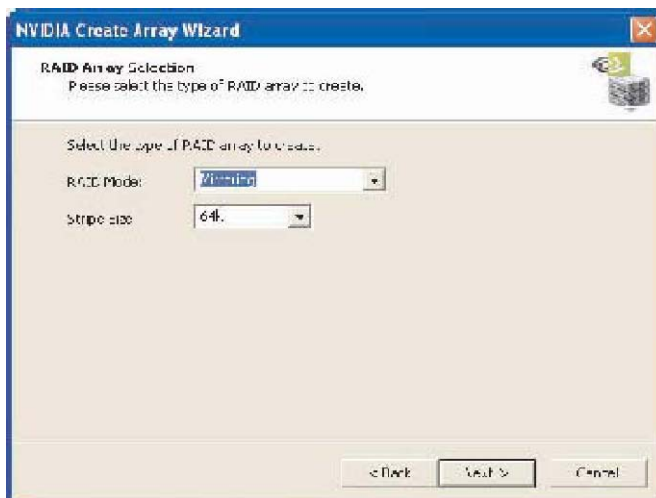 NVIDIA Create Array Wizard
RAID Array Selection
Please select the type of RAID array to create.
Select the type of RAID array to create.
RAID Mode:
Mirroring
Stripe Size
64k
< Back
Next >
Cancel